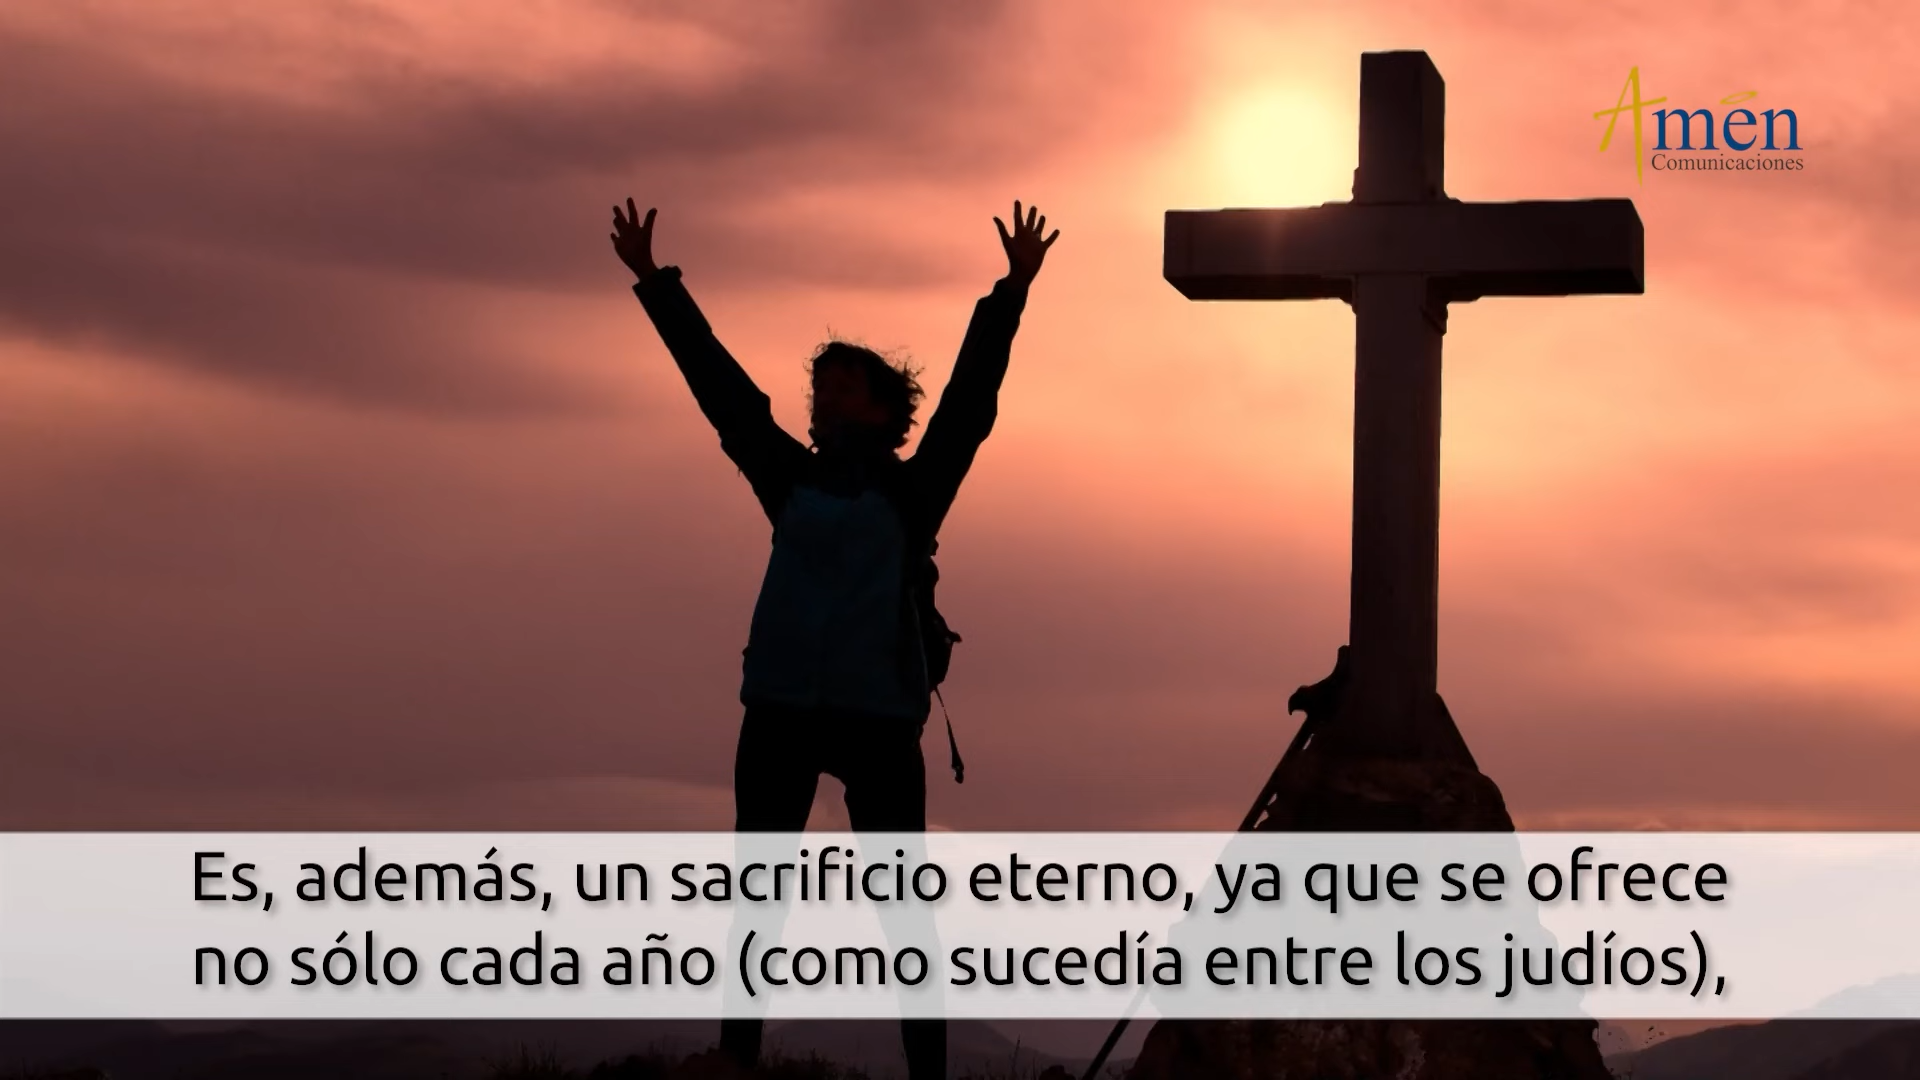 Amén
Comunicaciones
Es, además, un sacrificio eterno, ya que se ofrece
no sólo cada año (como sucedía entre los judíos),